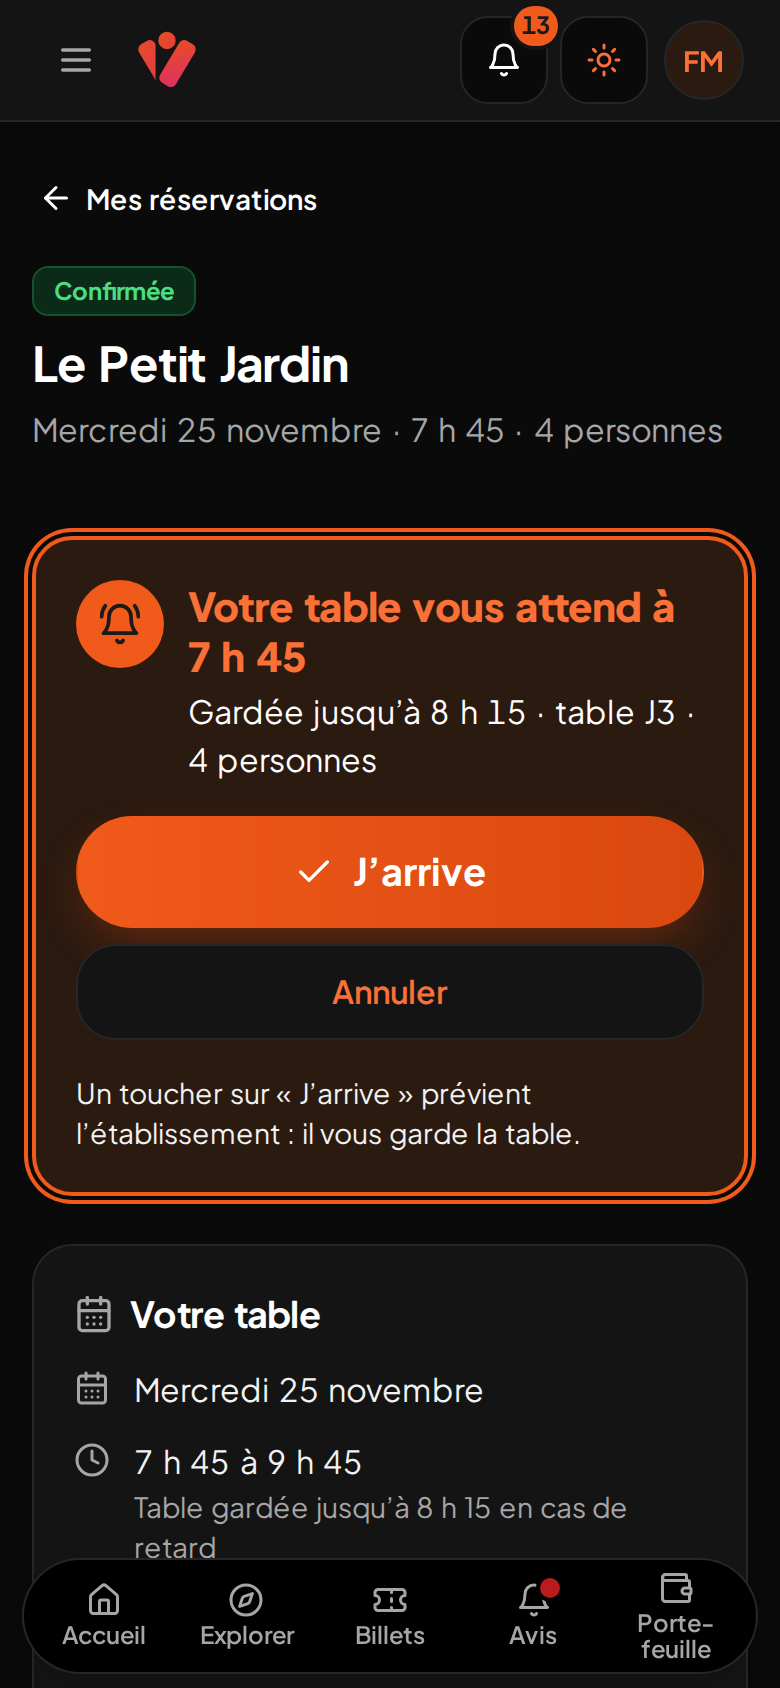 13
FM
Mes réservations
Confirmée
Le Petit Jardin
Mercredi 25 novembre · 7 h 45 · 4 personnes
Votre table vous attend à
7 h 45
Gardée jusqu’à 8 h 15 · table J3 ·
4 personnes
J’arrive
Annuler
Un toucher sur « J’arrive » prévient
l’établissement : il vous garde la table.
Votre table
Mercredi 25 novembre
7 h 45 à 9 h 45
Table gardée jusqu’à 8 h 15 en cas de
retard
Accueil
Explorer
Billets
Avis
Porte-
feuille